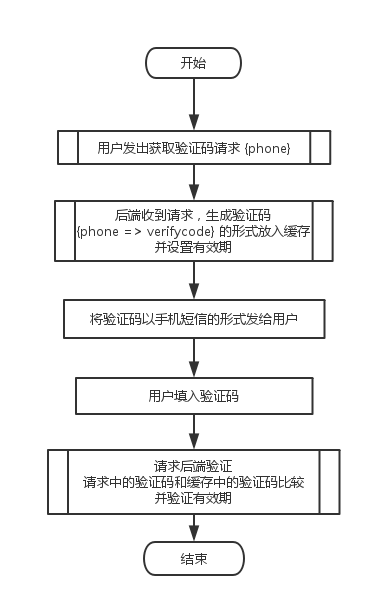 开始
用户发出获取验证码请求 {phone}
后端收到请求，生成验证码
{phone => verifycode} 的形式放入缓存
并设置有效期
将验证码以手机短信的形式发给用户
用户填入验证码
请求后端验证
请求中的验证码和缓存中的验证码比较
并验证有效期
结束